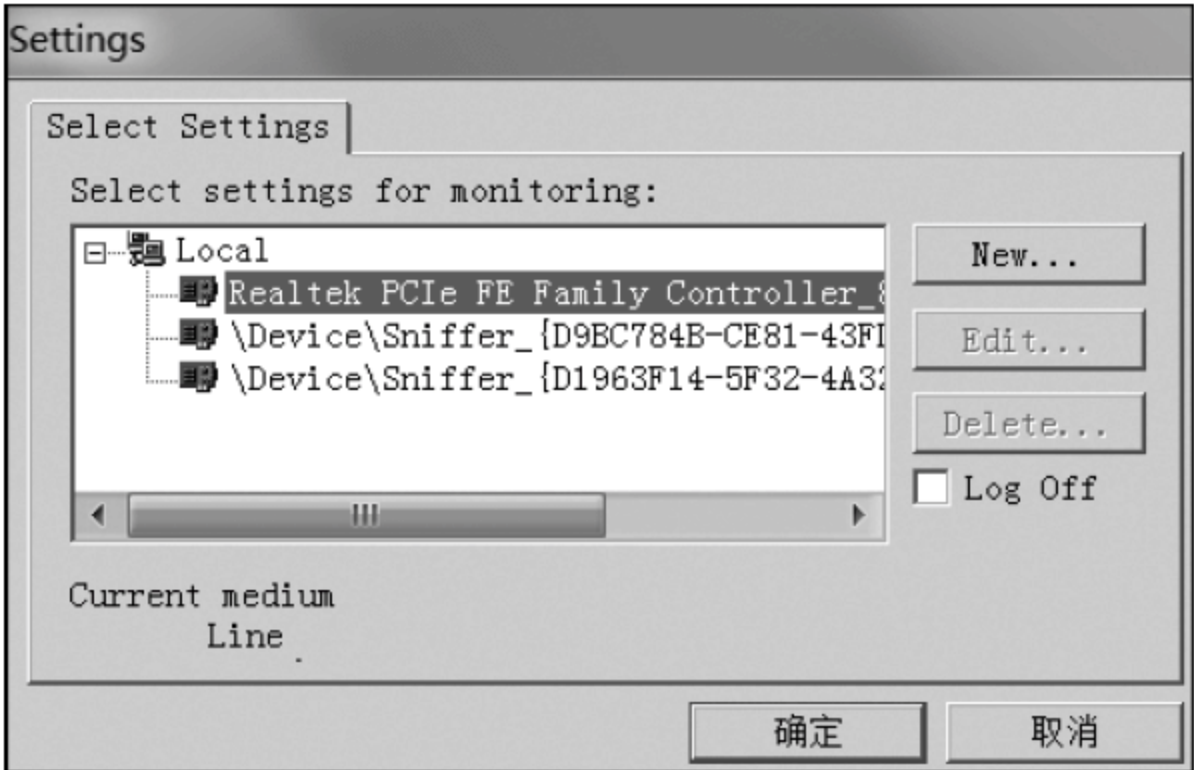 Settings
Select Settings
Select settings for monitoring:
Local
Realtek PCIe FE Family Controller_
\Device\Sniffer_{D9BC784B-CE81-43F
\Device\Sniffer_{D1963F14-5F32-4A32
New...
Edit...
Delete...
Log Off
Current medium
Line
确定
取消